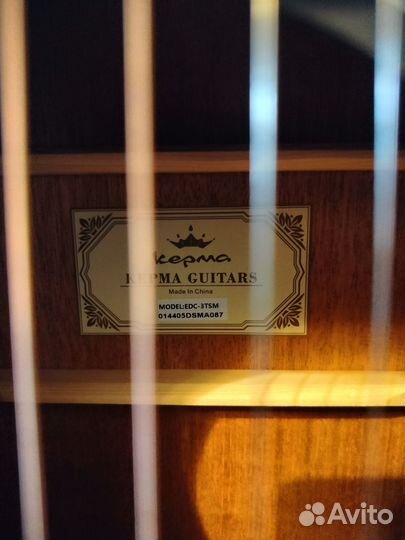 Kepma
KEPMA GUITARS
Made In China
MODEL:EDC-3TSM
014405DSMA087
Avito